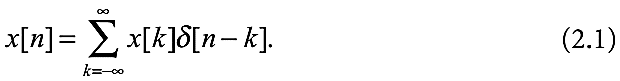 x[n] = ∑_{k=-∞}^{∞} x[k]δ[n − k]. (2.1)